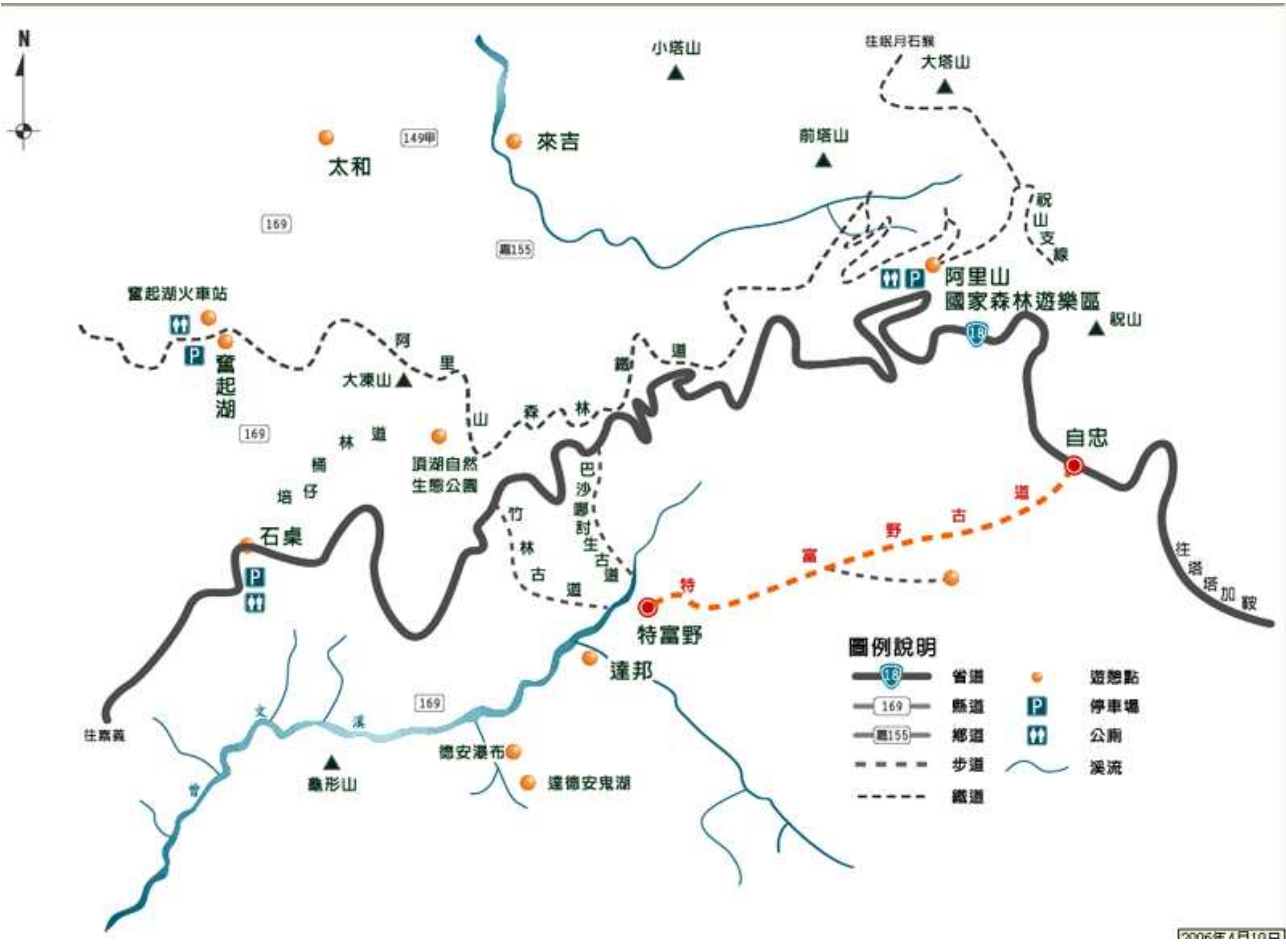 N
小塔山
往眠月石猴
大塔山
149甲
來吉
前塔山
太和
169
嘉155
祝山支線
奮起湖火車站
P
阿里山
國家森林遊樂區
18
祝山
奮起湖
P
大凍山
阿里山森林鐵道
169
頂湖自然
生態公園
自忠
培仔桶林道
石桌
P
竹林古道
巴沙娜討生古道
特富野古道
往塔塔加鞍
特富野
達邦
169
曾文溪
往嘉義
龜形山
德安瀑布
達德安鬼湖
圖例說明
18
省道
遊憩點
169
縣道
P
停車場
嘉155
鄉道
公廁
步道
溪流
鐵道